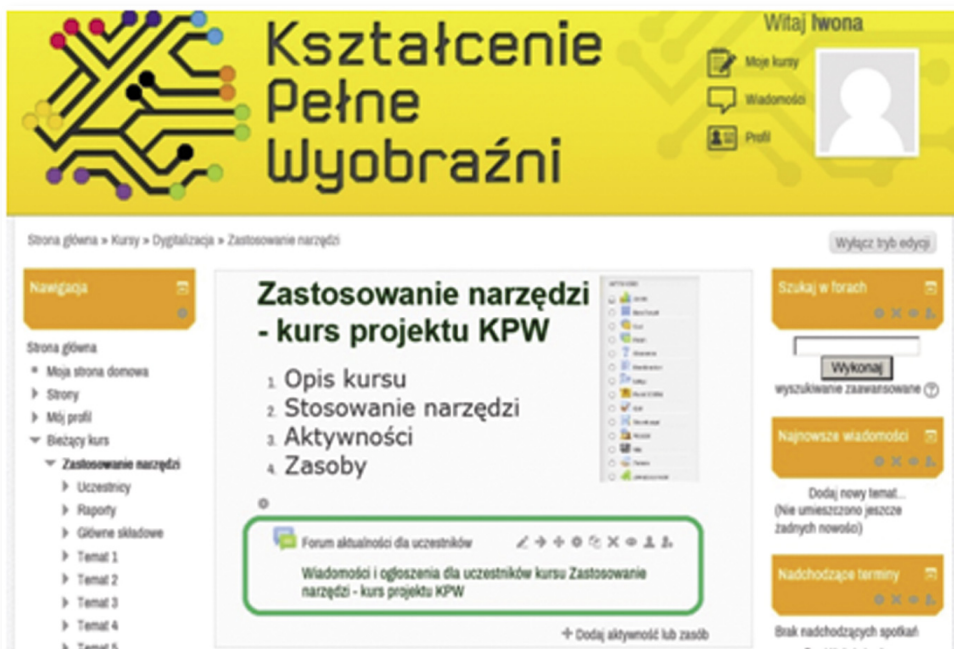 Kształcenie
Pełne
Wyobraźni
Witaj Iwona
Moje kursy
Wiadomości
Profil
Strona główna » Kursy » Dygitalizacja » Zastosowanie narzędzi
Wyłącz tryb edycji
Nawigacja
Strona główna
Moja strona domowa
Strony
Mój profil
Bieżący kurs
Zastosowanie narzędzi
Uczestnicy
Raporty
Główne składowe
Temat 1
Temat 2
Temat 3
Temat 4
Temat 5
Zastosowanie narzędzi
- kurs projektu KPW
1. Opis kursu
2. Stosowanie narzędzi
3. Aktywności
4. Zasoby
Forum aktualności dla uczestników
Wiadomości i ogłoszenia dla uczestników kursu Zastosowanie
narzędzi - kurs projektu KPW
+ Dodaj aktywność lub zasób
Szukaj w forach
Wykonaj
wyszukiwanie zaawansowane ?
Najnowsze wiadomości
Dodaj nowy temat...
(Nie umieszczono jeszcze
żadnych nowości)
Nadchodzące terminy
Brak nadchodzących spotkań